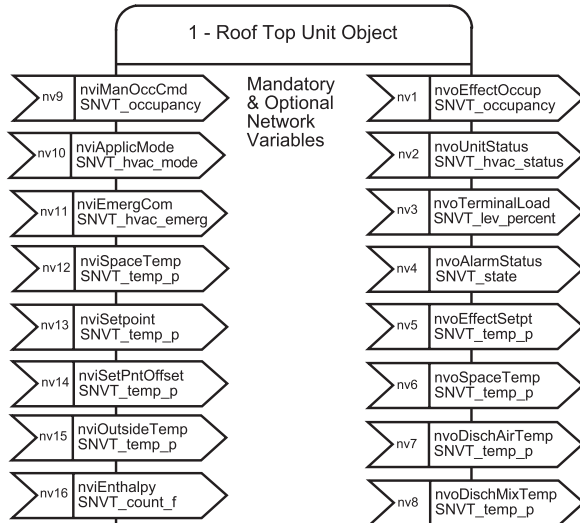 1 - Roof Top Unit Object
Mandatory
& Optional
Network
Variables
nv9
nviManOccCmd
SNVT_occupancy
nv10
nviApplicMode
SNVT_hvac_mode
nv11
nviEmergCom
SNVT_hvac_emerg
nv12
nviSpaceTemp
SNVT_temp_p
nv13
nviSetpoint
SNVT_temp_p
nv14
nviSetPntOffset
SNVT_temp_p
nv15
nviOutsideTemp
SNVT_temp_p
nv16
nviEnthalpy
SNVT_count_f
nv1
nvoEffectOccup
SNVT_occupancy
nv2
nvoUnitStatus
SNVT_hvac_status
nv3
nvoTerminalLoad
SNVT_lev_percent
nv4
nvoAlarmStatus
SNVT_state
nv5
nvoEffectSetpt
SNVT_temp_p
nv6
nvoSpaceTemp
SNVT_temp_p
nv7
nvoDischAirTemp
SNVT_temp_p
nv8
nvoDischMixTemp
SNVT_temp_p